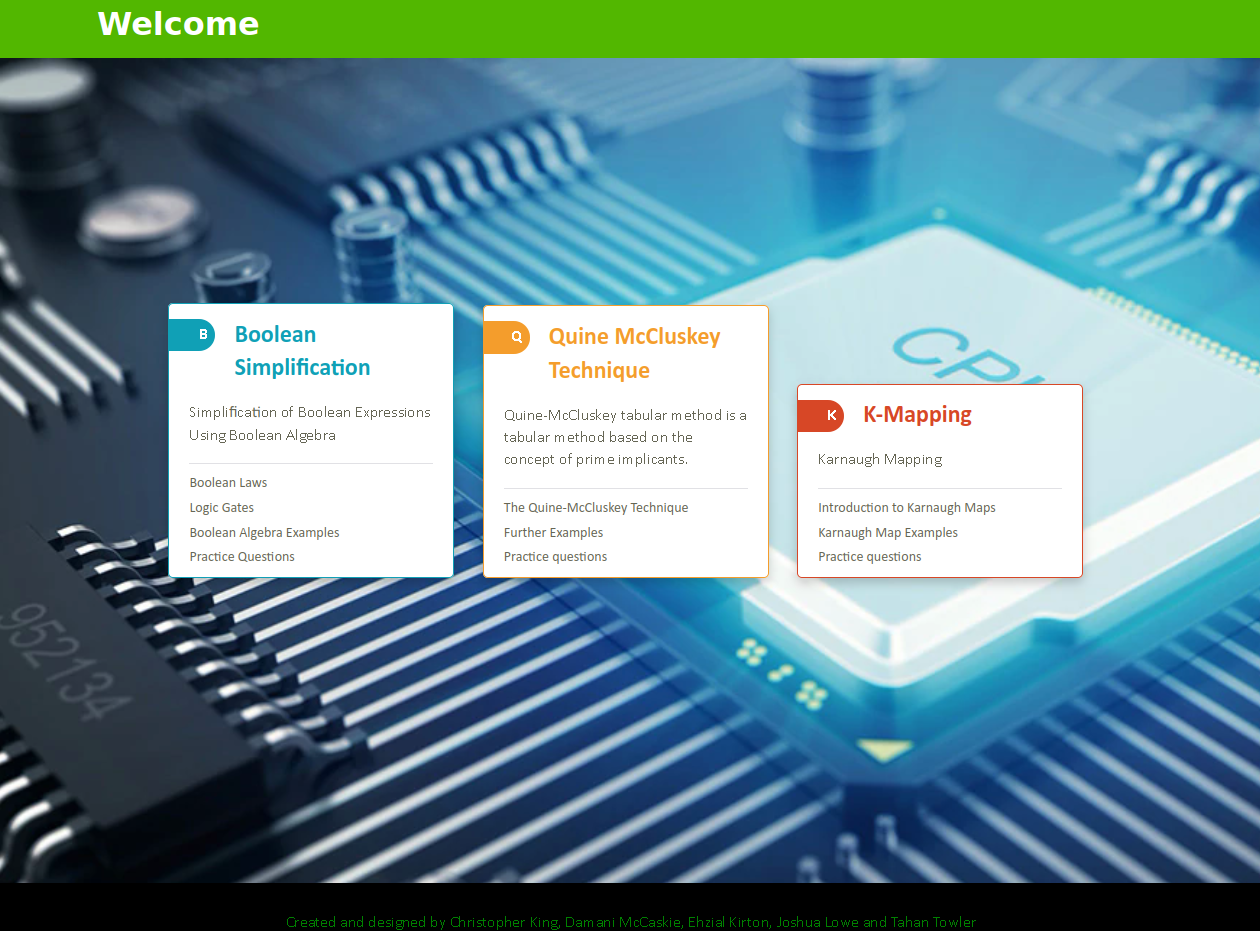 Welcome
CPU
B
Boolean
Simplification
Simplification of Boolean Expressions
Using Boolean Algebra
Boolean Laws
Logic Gates
Boolean Algebra Examples
Practice Questions
Q
Quine McCluskey
Technique
Quine-McCluskey tabular method is a
tabular method based on the
concept of prime implicants.
The Quine-McCluskey Technique
Further Examples
Practice questions
K
K-Mapping
Karnaugh Mapping
Introduction to Karnaugh Maps
Karnaugh Map Examples
Practice questions
952134
Created and designed by Christopher King, Damani McCaskie, Ehzial Kirton, Joshua Lowe and Tahan Towler